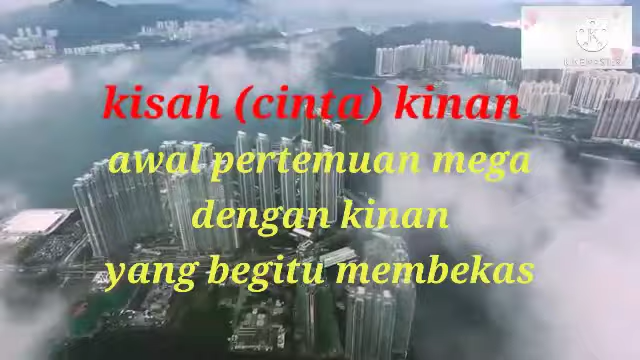 kisah (cinta) kinan
awal pertemuan mega
dengan kinan
yang begitu membekas